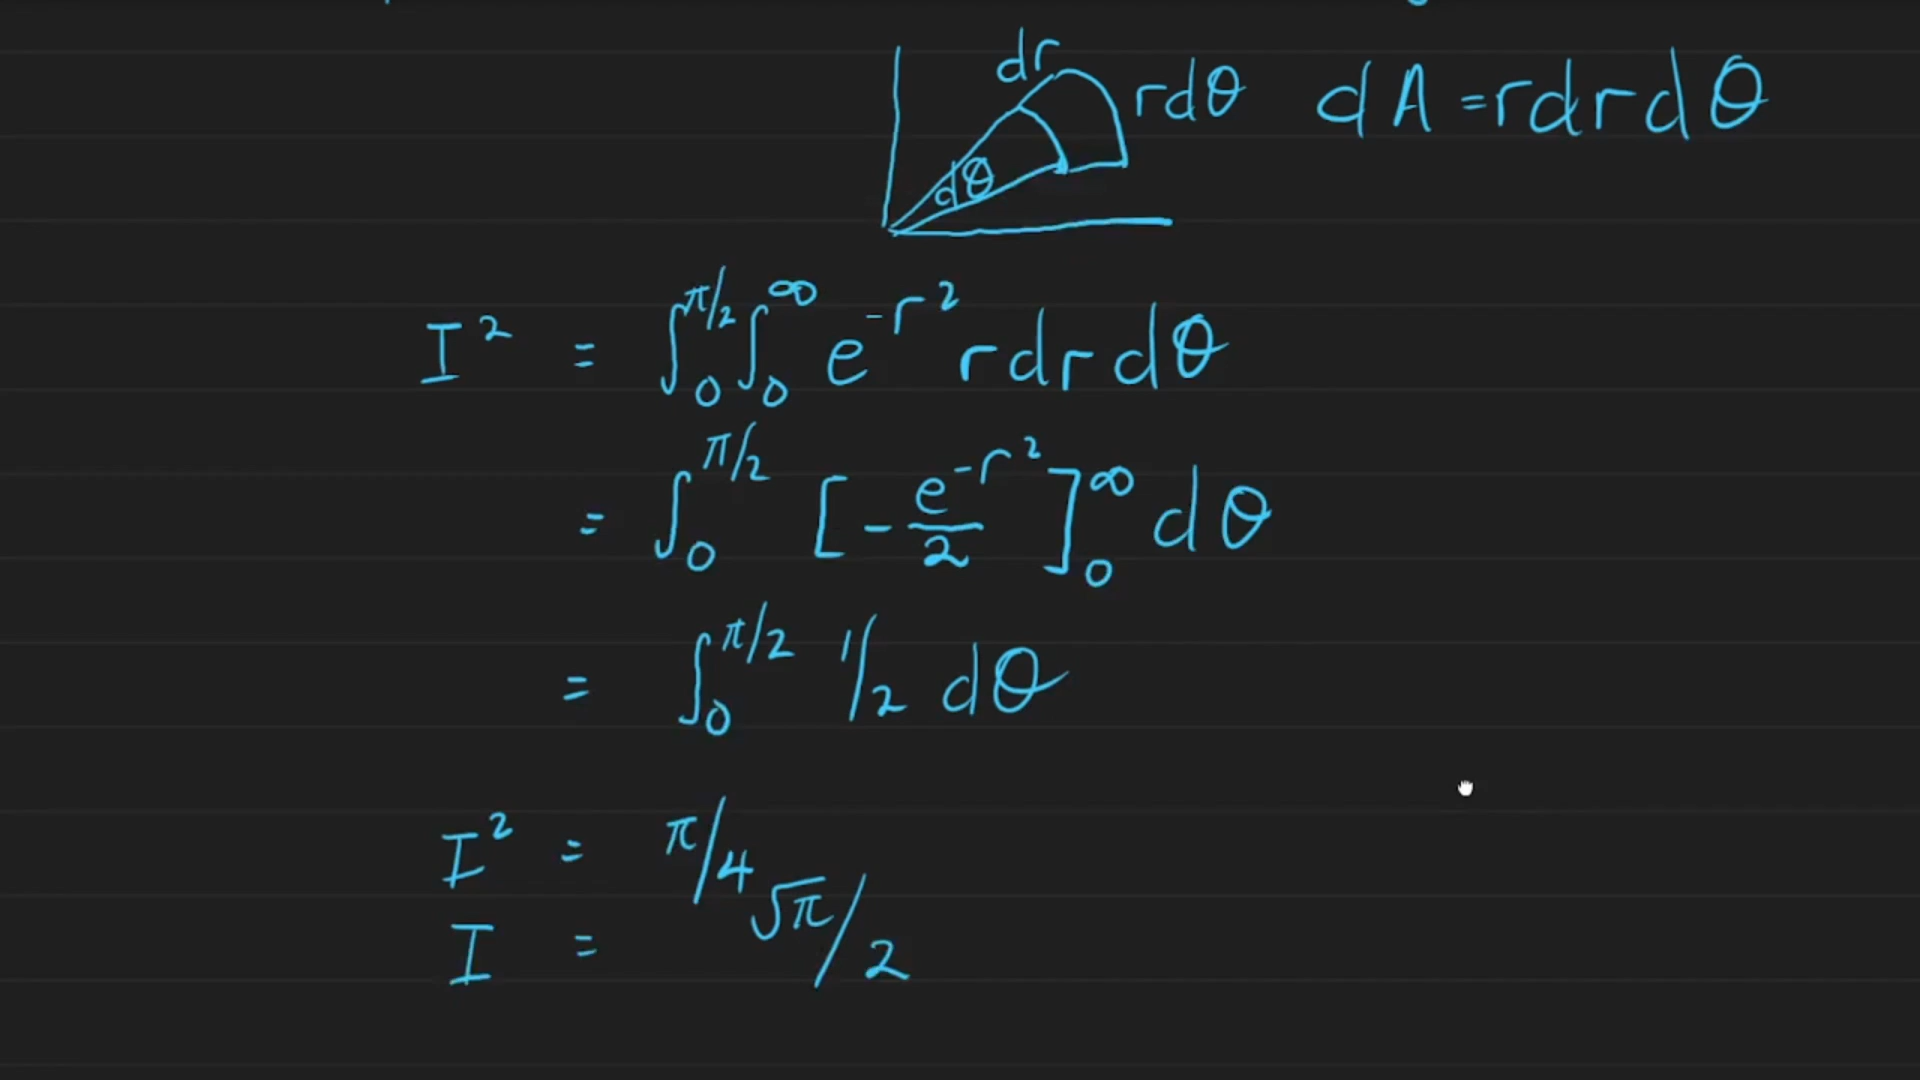 dr
rdθ dA=rdrdθ
dθ
I² = ∫₀^π/2 ∫₀^∞ e^-r² rdrdθ
= ∫₀^π/2 [-e^-r²/2]₀^∞ dθ
= ∫₀^π/2 1/2 dθ
I² = π/4
I = √π/2